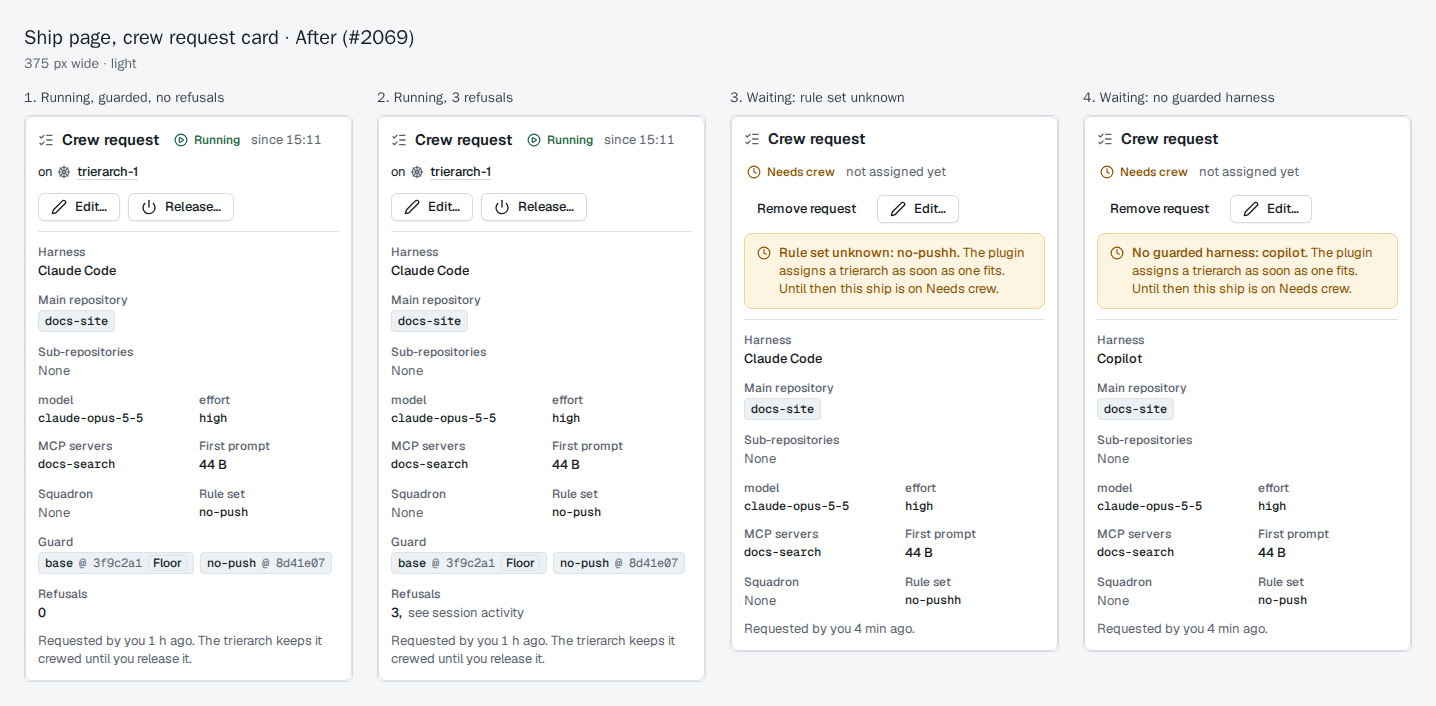 Ship page, crew request card · After (#2069)
375 px wide · light
1. Running, guarded, no refusals
Crew request Running since 15:11
on trierarch-1
Edit… Release…
Harness
Claude Code
Main repository
docs-site
Sub-repositories
None
model effort
claude-opus-5-5 high
MCP servers First prompt
docs-search 44 B
Squadron Rule set
None no-push
Guard
base @ 3f9c2a1 Floor no-push @ 8d41e07
Refusals
0
Requested by you 1 h ago. The trierarch keeps it
crewed until you release it.
2. Running, 3 refusals
Crew request Running since 15:11
on trierarch-1
Edit… Release…
Harness
Claude Code
Main repository
docs-site
Sub-repositories
None
model effort
claude-opus-5-5 high
MCP servers First prompt
docs-search 44 B
Squadron Rule set
None no-push
Guard
base @ 3f9c2a1 Floor no-push @ 8d41e07
Refusals
3, see session activity
Requested by you 1 h ago. The trierarch keeps it
crewed until you release it.
3. Waiting: rule set unknown
Crew request
Needs crew not assigned yet
Remove request Edit…
Rule set unknown: no-pushh. The plugin
assigns a trierarch as soon as one fits.
Until then this ship is on Needs crew.
Harness
Claude Code
Main repository
docs-site
Sub-repositories
None
model effort
claude-opus-5-5 high
MCP servers First prompt
docs-search 44 B
Squadron Rule set
None no-pushh
Requested by you 4 min ago.
4. Waiting: no guarded harness
Crew request
Needs crew not assigned yet
Remove request Edit…
No guarded harness: copilot. The plugin
assigns a trierarch as soon as one fits.
Until then this ship is on Needs crew.
Harness
Copilot
Main repository
docs-site
Sub-repositories
None
model effort
claude-opus-5-5 high
MCP servers First prompt
docs-search 44 B
Squadron Rule set
None no-push
Requested by you 4 min ago.